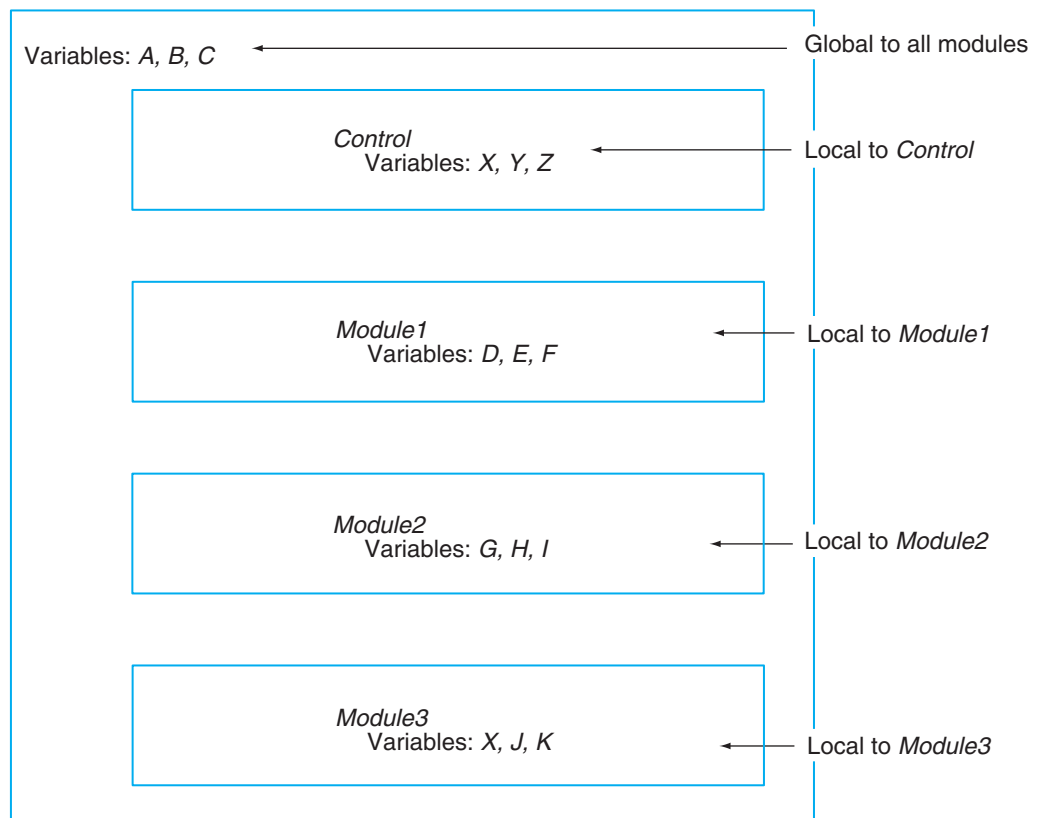 Variables: A, B, C
Global to all modules
Control
Variables: X, Y, Z
Local to Control
Module1
Variables: D, E, F
Local to Module1
Module2
Variables: G, H, I
Local to Module2
Module3
Variables: X, J, K
Local to Module3